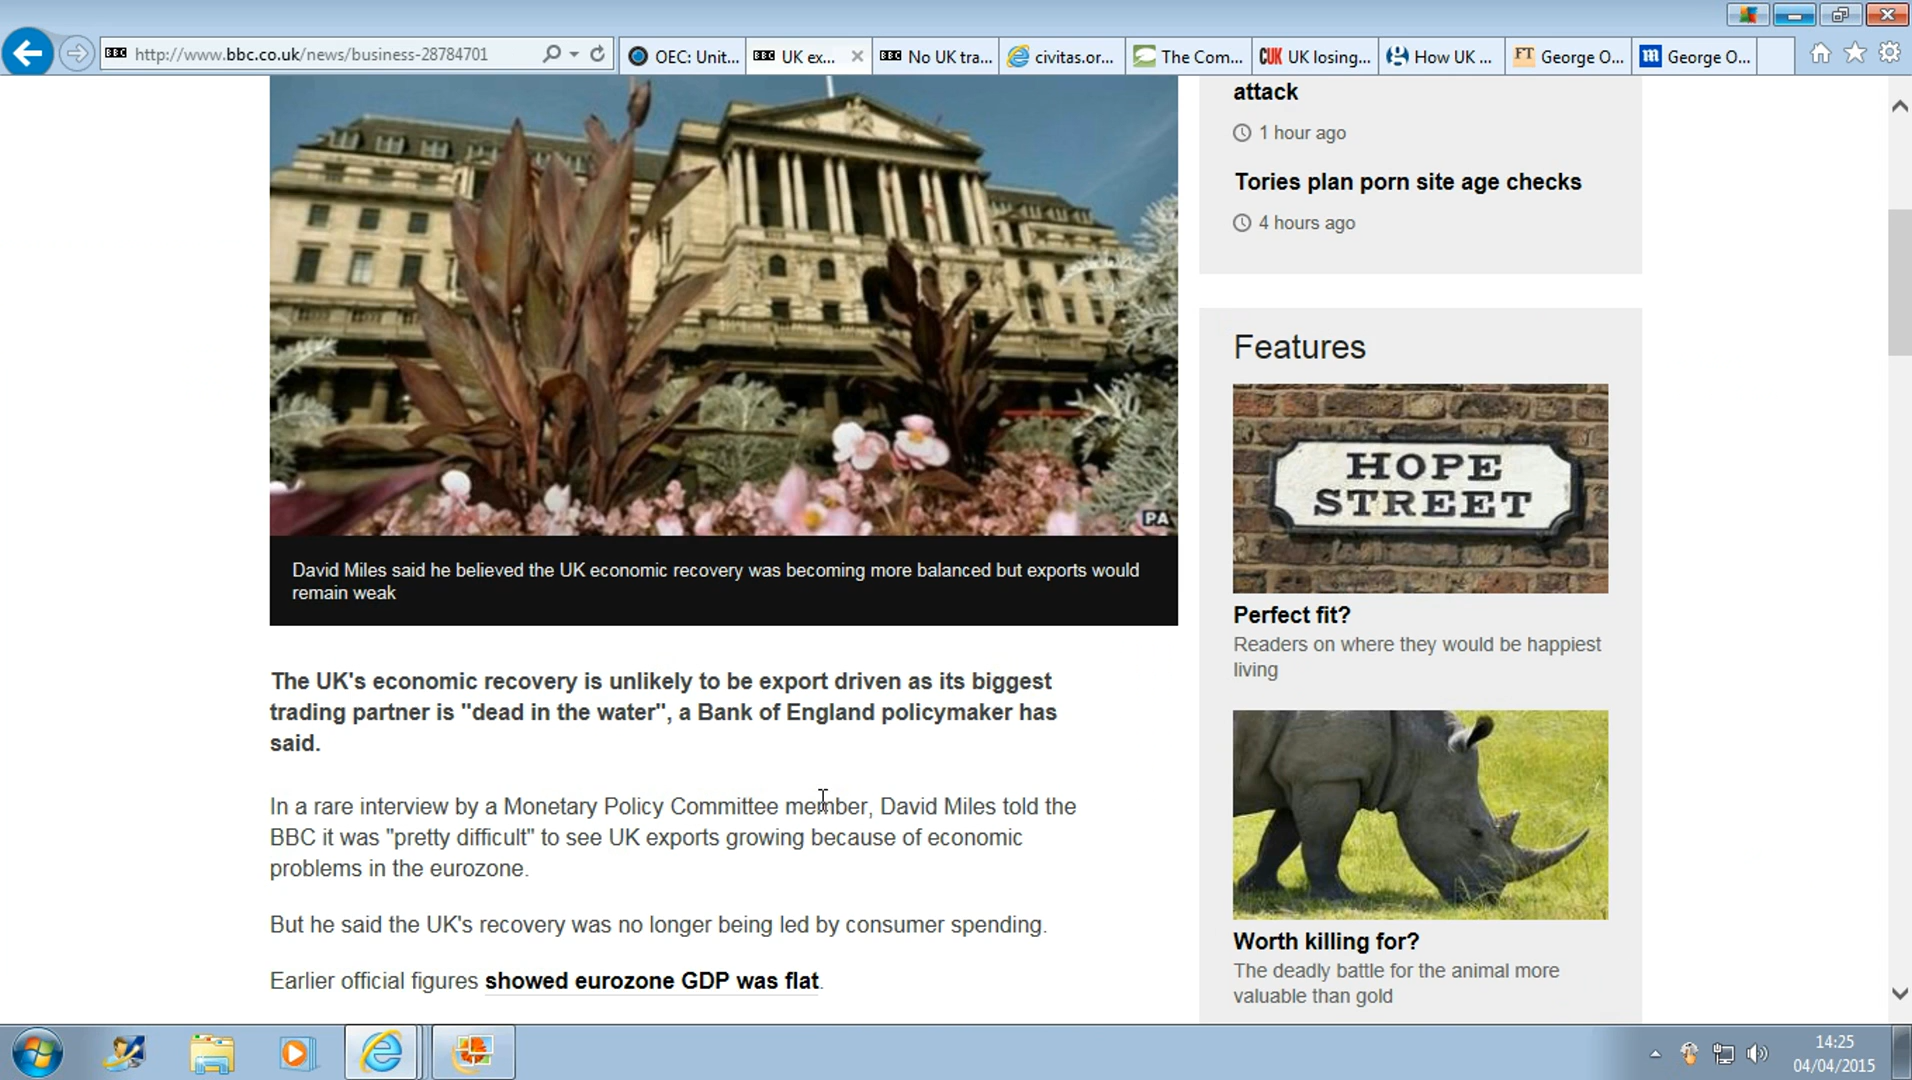 http://www.bbc.co.uk/news/business-28784701
OEC: Unit...
BBC UK ex...
BBC No UK tra...
civitas.or...
The Com...
CUK UK losing...
How UK ...
FT George O...
m George O...
attack
1 hour ago
Tories plan porn site age checks
4 hours ago
Features
HOPE
STREET
Perfect fit?
Readers on where they would be happiest
living
Worth killing for?
The deadly battle for the animal more
valuable than gold
PA
David Miles said he believed the UK economic recovery was becoming more balanced but exports would
remain weak
The UK's economic recovery is unlikely to be export driven as its biggest
trading partner is "dead in the water", a Bank of England policymaker has
said.
In a rare interview by a Monetary Policy Committee member, David Miles told the
BBC it was "pretty difficult" to see UK exports growing because of economic
problems in the eurozone.
But he said the UK's recovery was no longer being led by consumer spending.
Earlier official figures showed eurozone GDP was flat.
14:25
04/04/2015